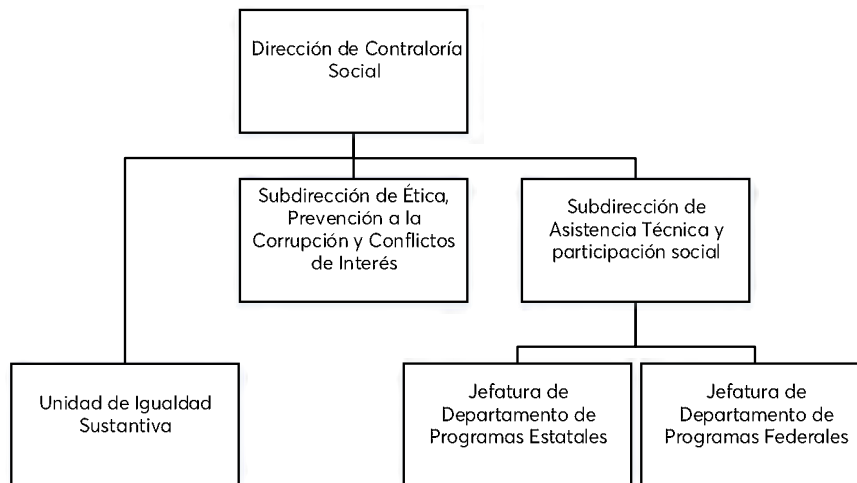 Dirección de Contraloría
Social
Subdirección de Ética,
Prevención a la
Corrupción y Conflictos
de Interés
Subdirección de
Asistencia Técnica y
participación social
Unidad de Igualdad
Sustantiva
Jefatura de
Departamento de
Programas Estatales
Jefatura de
Departamento de
Programas Federales